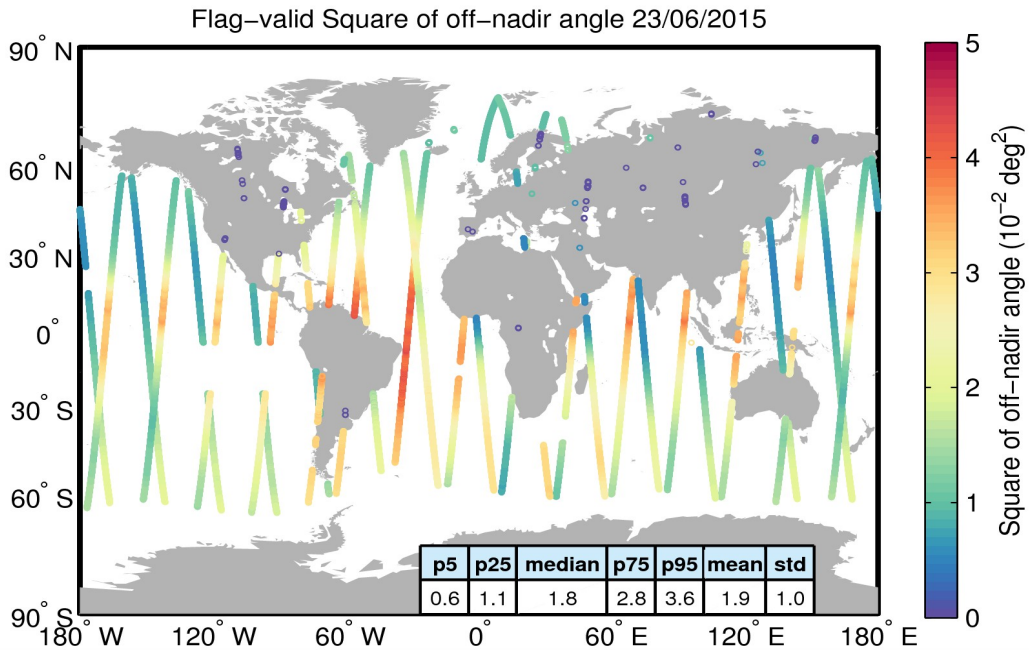 Flag−valid Square of off−nadir angle 23/06/2015
90° N
60° N
30° N
0°
30° S
60° S
90° S
180° W
120° W
60° W
0°
60° E
120° E
180° E
p5 p25 median p75 p95 mean std
0.6 1.1 1.8 2.8 3.6 1.9 1.0
5
4
3
2
1
0
Square of off−nadir angle (10⁻² deg²)